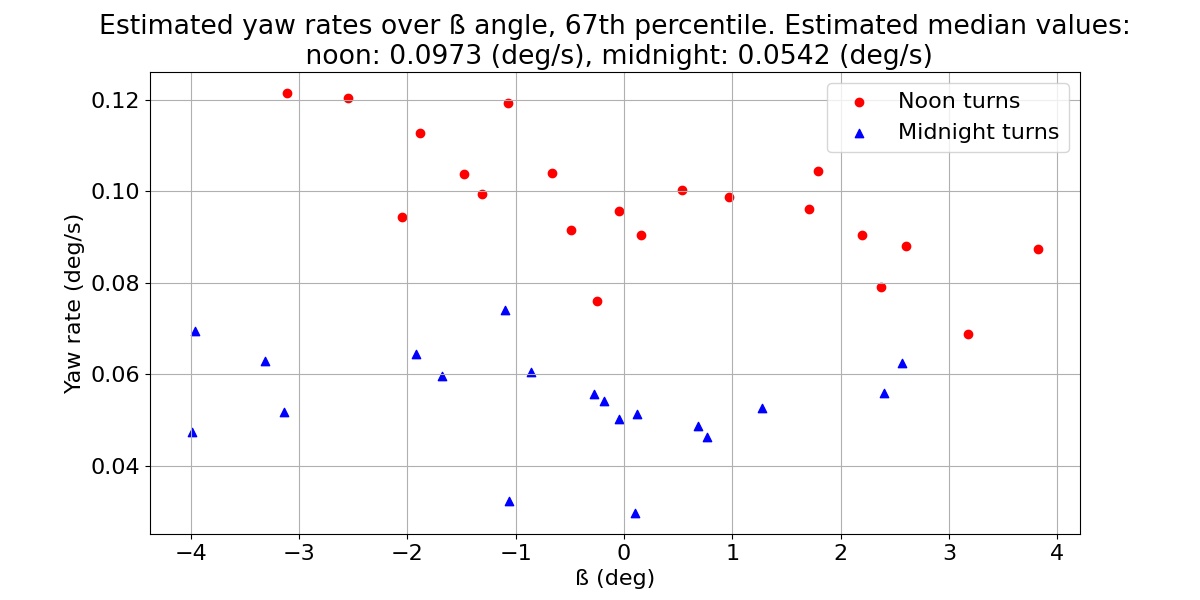 Estimated yaw rates over ß angle, 67th percentile. Estimated median values:
noon: 0.0973 (deg/s), midnight: 0.0542 (deg/s)
Noon turns
Midnight turns
Yaw rate (deg/s)
0.12
0.10
0.08
0.06
0.04
−4 −3 −2 −1 0 1 2 3 4
ß (deg)